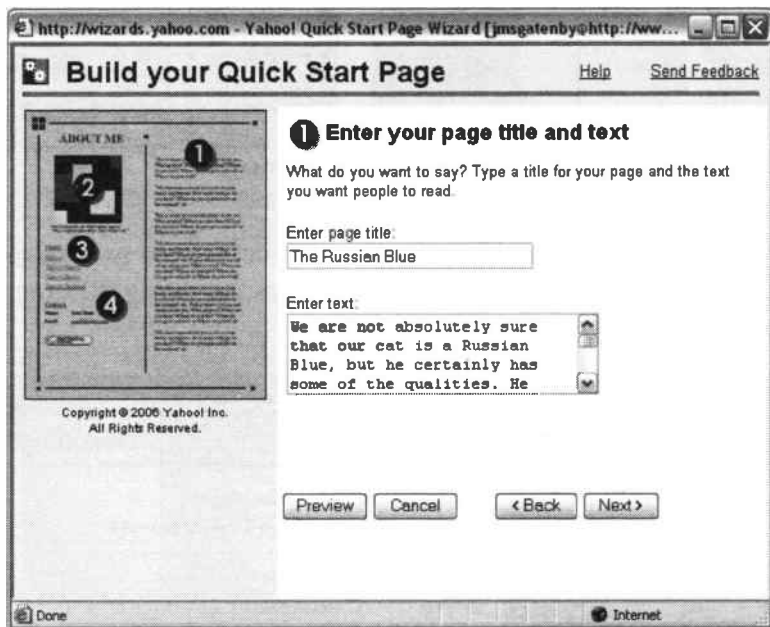 http://wizards.yahoo.com - Yahoo! Quick Start Page Wizard [jmsgatenby@http://ww...
Build your Quick Start Page
Help
Send Feedback
ABOUT ME
1
2
3
4
Copyright © 2006 Yahoo! Inc.
All Rights Reserved.
1 Enter your page title and text
What do you want to say? Type a title for your page and the text
you want people to read.
Enter page title:
The Russian Blue
Enter text:
We are not absolutely sure
that our cat is a Russian
Blue, but he certainly has
some of the qualities. He
Preview
Cancel
< Back
Next >
Done
Internet